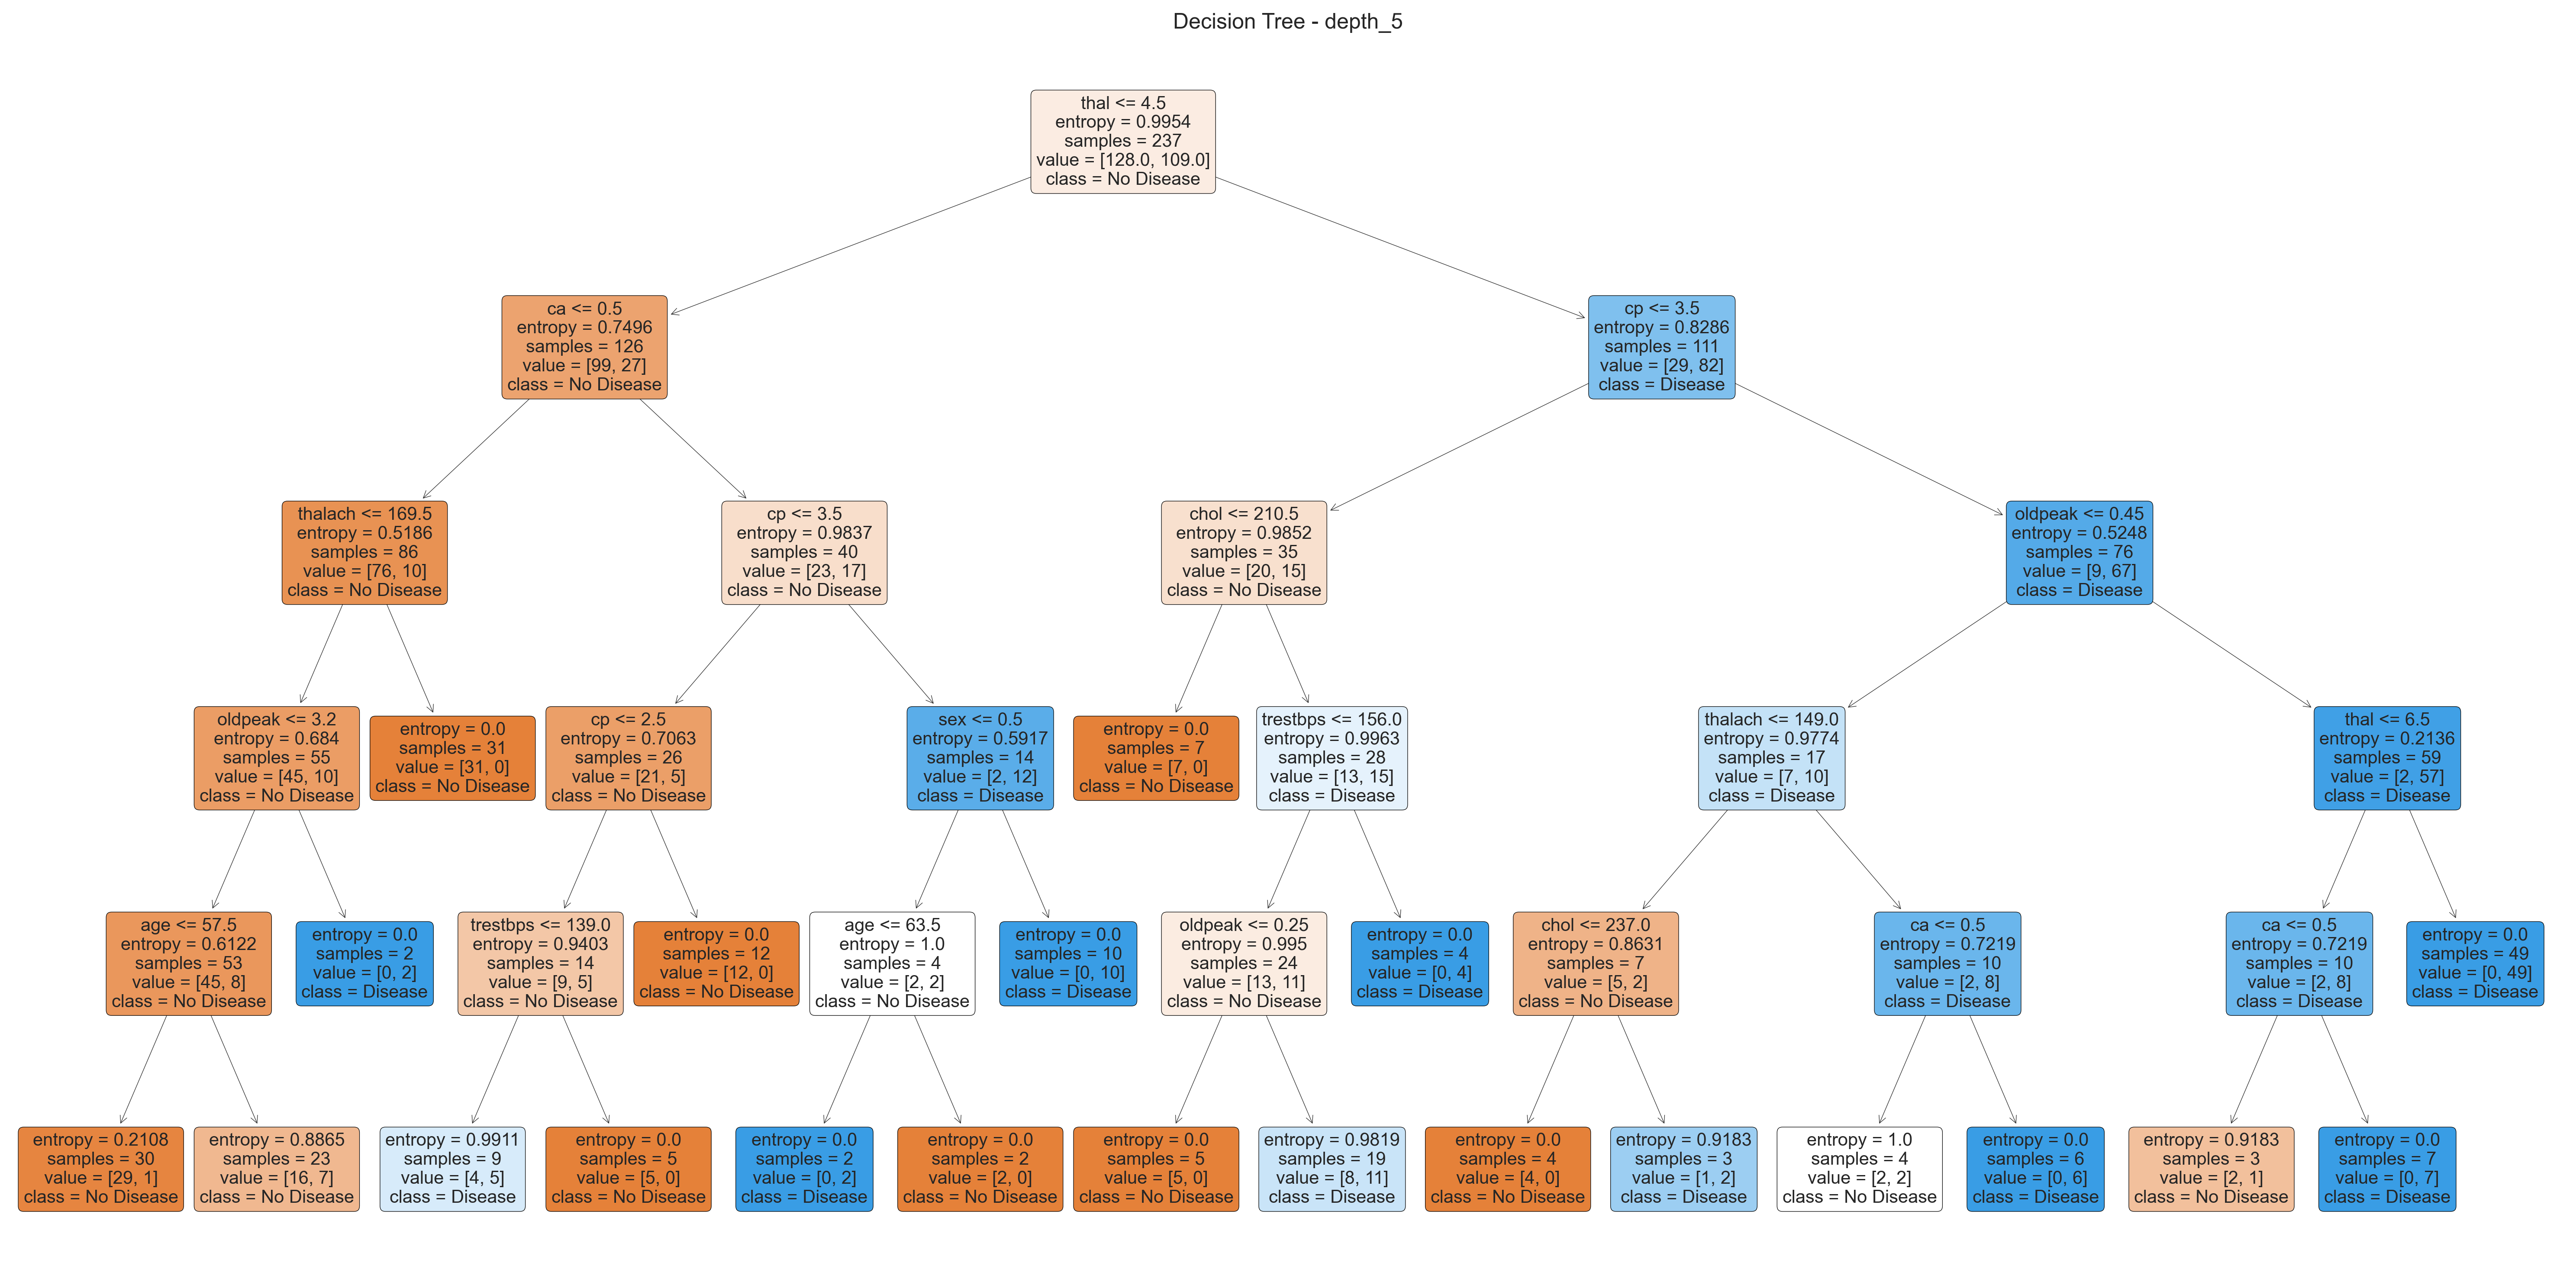 Decision Tree - depth_5
thal <= 4.5
entropy = 0.9954
samples = 237
value = [128.0, 109.0]
class = No Disease
ca <= 0.5
entropy = 0.7496
samples = 126
value = [99, 27]
class = No Disease
cp <= 3.5
entropy = 0.8286
samples = 111
value = [29, 82]
class = Disease
thalach <= 169.5
entropy = 0.5186
samples = 86
value = [76, 10]
class = No Disease
cp <= 3.5
entropy = 0.9837
samples = 40
value = [23, 17]
class = No Disease
chol <= 210.5
entropy = 0.9852
samples = 35
value = [20, 15]
class = No Disease
oldpeak <= 0.45
entropy = 0.5248
samples = 76
value = [9, 67]
class = Disease
oldpeak <= 3.2
entropy = 0.684
samples = 55
value = [45, 10]
class = No Disease
entropy = 0.0
samples = 31
value = [31, 0]
class = No Disease
cp <= 2.5
entropy = 0.7063
samples = 26
value = [21, 5]
class = No Disease
sex <= 0.5
entropy = 0.5917
samples = 14
value = [2, 12]
class = Disease
entropy = 0.0
samples = 7
value = [7, 0]
class = No Disease
trestbps <= 156.0
entropy = 0.9963
samples = 28
value = [13, 15]
class = Disease
thalach <= 149.0
entropy = 0.9774
samples = 17
value = [7, 10]
class = Disease
thal <= 6.5
entropy = 0.2136
samples = 59
value = [2, 57]
class = Disease
age <= 57.5
entropy = 0.6122
samples = 53
value = [45, 8]
class = No Disease
entropy = 0.0
samples = 2
value = [0, 2]
class = Disease
trestbps <= 139.0
entropy = 0.9403
samples = 14
value = [9, 5]
class = No Disease
entropy = 0.0
samples = 12
value = [12, 0]
class = No Disease
age <= 63.5
entropy = 1.0
samples = 4
value = [2, 2]
class = No Disease
entropy = 0.0
samples = 10
value = [0, 10]
class = Disease
oldpeak <= 0.25
entropy = 0.995
samples = 24
value = [13, 11]
class = No Disease
entropy = 0.0
samples = 4
value = [0, 4]
class = Disease
chol <= 237.0
entropy = 0.8631
samples = 7
value = [5, 2]
class = No Disease
ca <= 0.5
entropy = 0.7219
samples = 10
value = [2, 8]
class = Disease
ca <= 0.5
entropy = 0.7219
samples = 10
value = [2, 8]
class = Disease
entropy = 0.0
samples = 49
value = [0, 49]
class = Disease
entropy = 0.2108
samples = 30
value = [29, 1]
class = No Disease
entropy = 0.8865
samples = 23
value = [16, 7]
class = No Disease
entropy = 0.9911
samples = 9
value = [4, 5]
class = Disease
entropy = 0.0
samples = 5
value = [5, 0]
class = No Disease
entropy = 0.0
samples = 2
value = [0, 2]
class = Disease
entropy = 0.0
samples = 2
value = [2, 0]
class = No Disease
entropy = 0.0
samples = 5
value = [5, 0]
class = No Disease
entropy = 0.9819
samples = 19
value = [8, 11]
class = Disease
entropy = 0.0
samples = 4
value = [4, 0]
class = No Disease
entropy = 0.9183
samples = 3
value = [1, 2]
class = Disease
entropy = 1.0
samples = 4
value = [2, 2]
class = No Disease
entropy = 0.0
samples = 6
value = [0, 6]
class = Disease
entropy = 0.9183
samples = 3
value = [2, 1]
class = No Disease
entropy = 0.0
samples = 7
value = [0, 7]
class = Disease